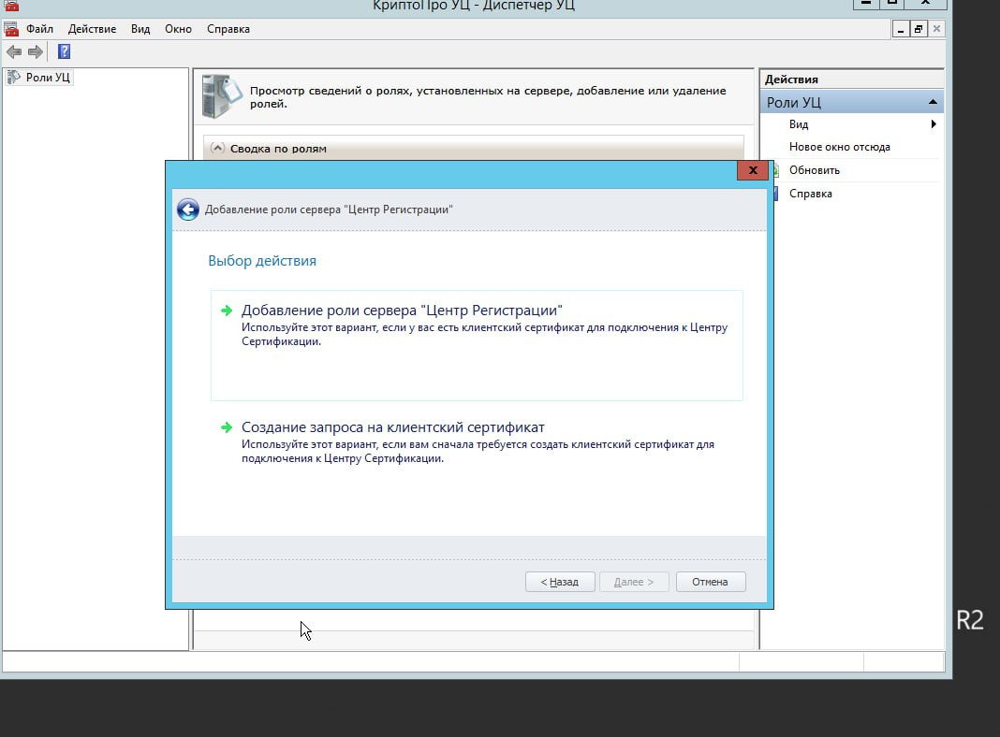 КриптоПро УЦ - Диспетчер УЦ
Файл Действие Вид Окно Справка
Роли УЦ
Просмотр сведений о ролях, установленных на сервере, добавление или удаление
ролей.
Сводка по ролям
Действия
Роли УЦ
Вид
Новое окно отсюда
Обновить
Справка
Добавление роли сервера "Центр Регистрации"
Выбор действия
Добавление роли сервера "Центр Регистрации"
Используйте этот вариант, если у вас есть клиентский сертификат для подключения к Центру
Сертификации.
Создание запроса на клиентский сертификат
Используйте этот вариант, если вам сначала требуется создать клиентский сертификат для
подключения к Центру Сертификации.
< Назад Далее > Отмена
R2